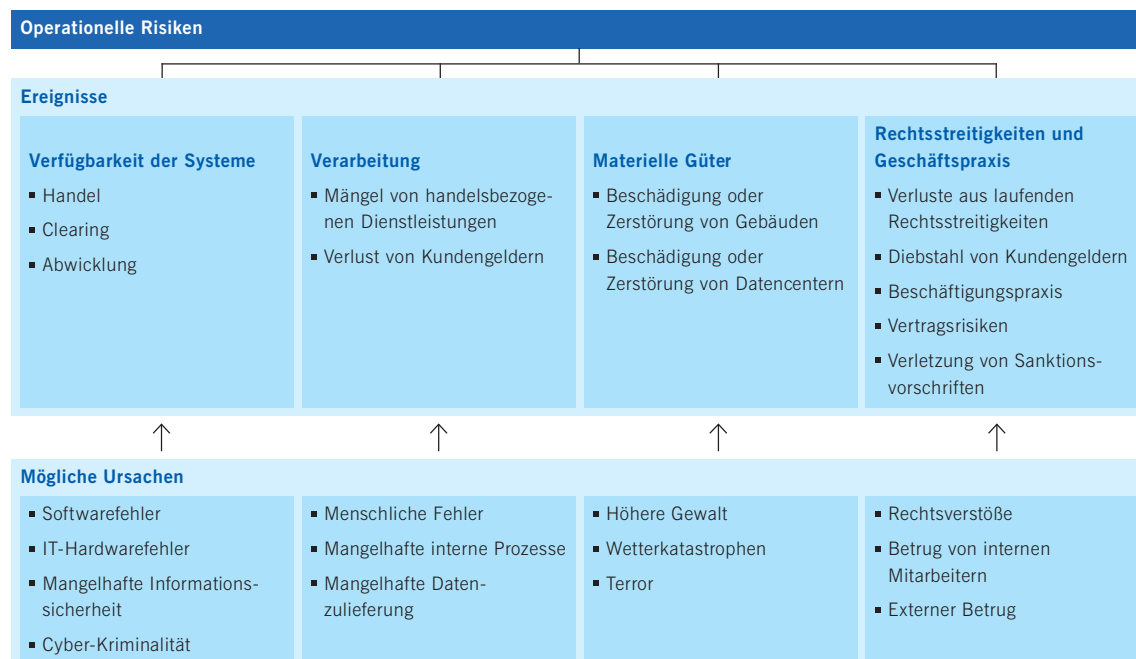 Operationelle Risiken
Ereignisse
Verfügbarkeit der Systeme
▪ Handel
▪ Clearing
▪ Abwicklung
Verarbeitung
▪ Mängel von handelsbezoge-
nen Dienstleistungen
▪ Verlust von Kundengeldern
Materielle Güter
▪ Beschädigung oder
Zerstörung von Gebäuden
▪ Beschädigung oder
Zerstörung von Datencentern
Rechtsstreitigkeiten und
Geschäftspraxis
▪ Verluste aus laufenden
Rechtsstreitigkeiten
▪ Diebstahl von Kundengeldern
▪ Beschäftigungspraxis
▪ Vertragsrisiken
▪ Verletzung von Sanktions-
vorschriften
Mögliche Ursachen
▪ Softwarefehler
▪ IT-Hardwarefehler
▪ Mangelhafte Informations-
sicherheit
▪ Cyber-Kriminalität
▪ Menschliche Fehler
▪ Mangelhafte interne Prozesse
▪ Mangelhafte Daten-
zulieferung
▪ Höhere Gewalt
▪ Wetterkatastrophen
▪ Terror
▪ Rechtsverstöße
▪ Betrug von internen
Mitarbeitern
▪ Externer Betrug